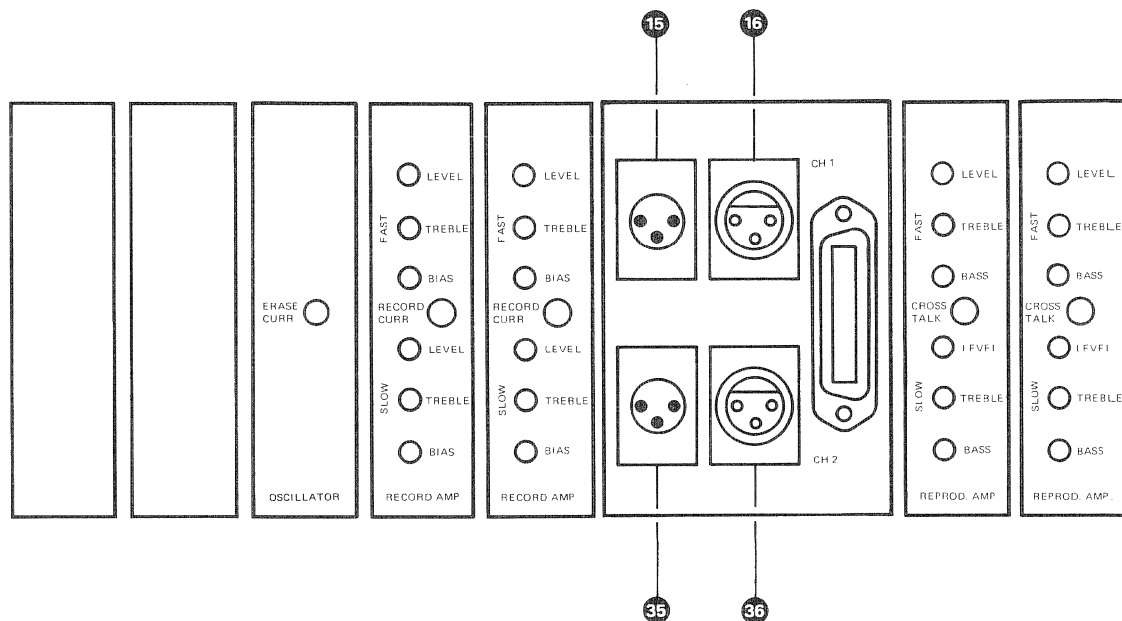 15 16
ERASE
CURR
OSCILLATOR
LEVEL
FAST
TREBLE
BIAS
RECORD
CURR
LEVEL
SLOW
TREBLE
BIAS
RECORD AMP
LEVEL
FAST
TREBLE
BIAS
RECORD
CURR
LEVEL
SLOW
TREBLE
BIAS
RECORD AMP
CH 1
CH 2
LEVEL
FAST
TREBLE
BASS
CROSS
TALK
LEVEL
SLOW
TREBLE
BASS
REPROD. AMP
LEVEL
FAST
TREBLE
BASS
CROSS
TALK
LEVEL
SLOW
TREBLE
BASS
REPROD. AMP.
35 36